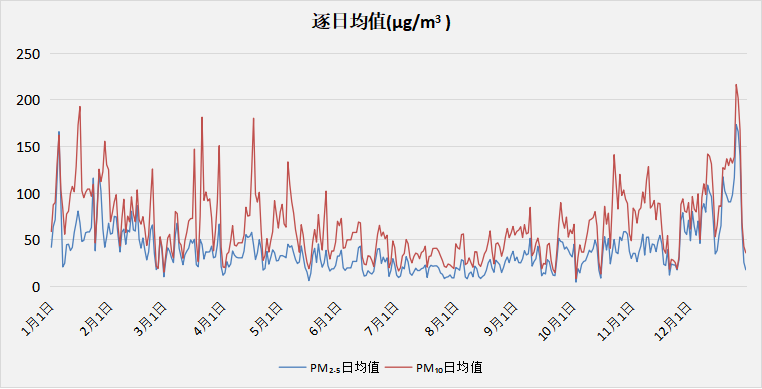 逐日均值(μg/m³ )
250
200
150
100
50
0
1月1日
2月1日
3月1日
4月1日
5月1日
6月1日
7月1日
8月1日
9月1日
10月1日
11月1日
12月1日
PM₂.₅日均值 PM₁₀日均值